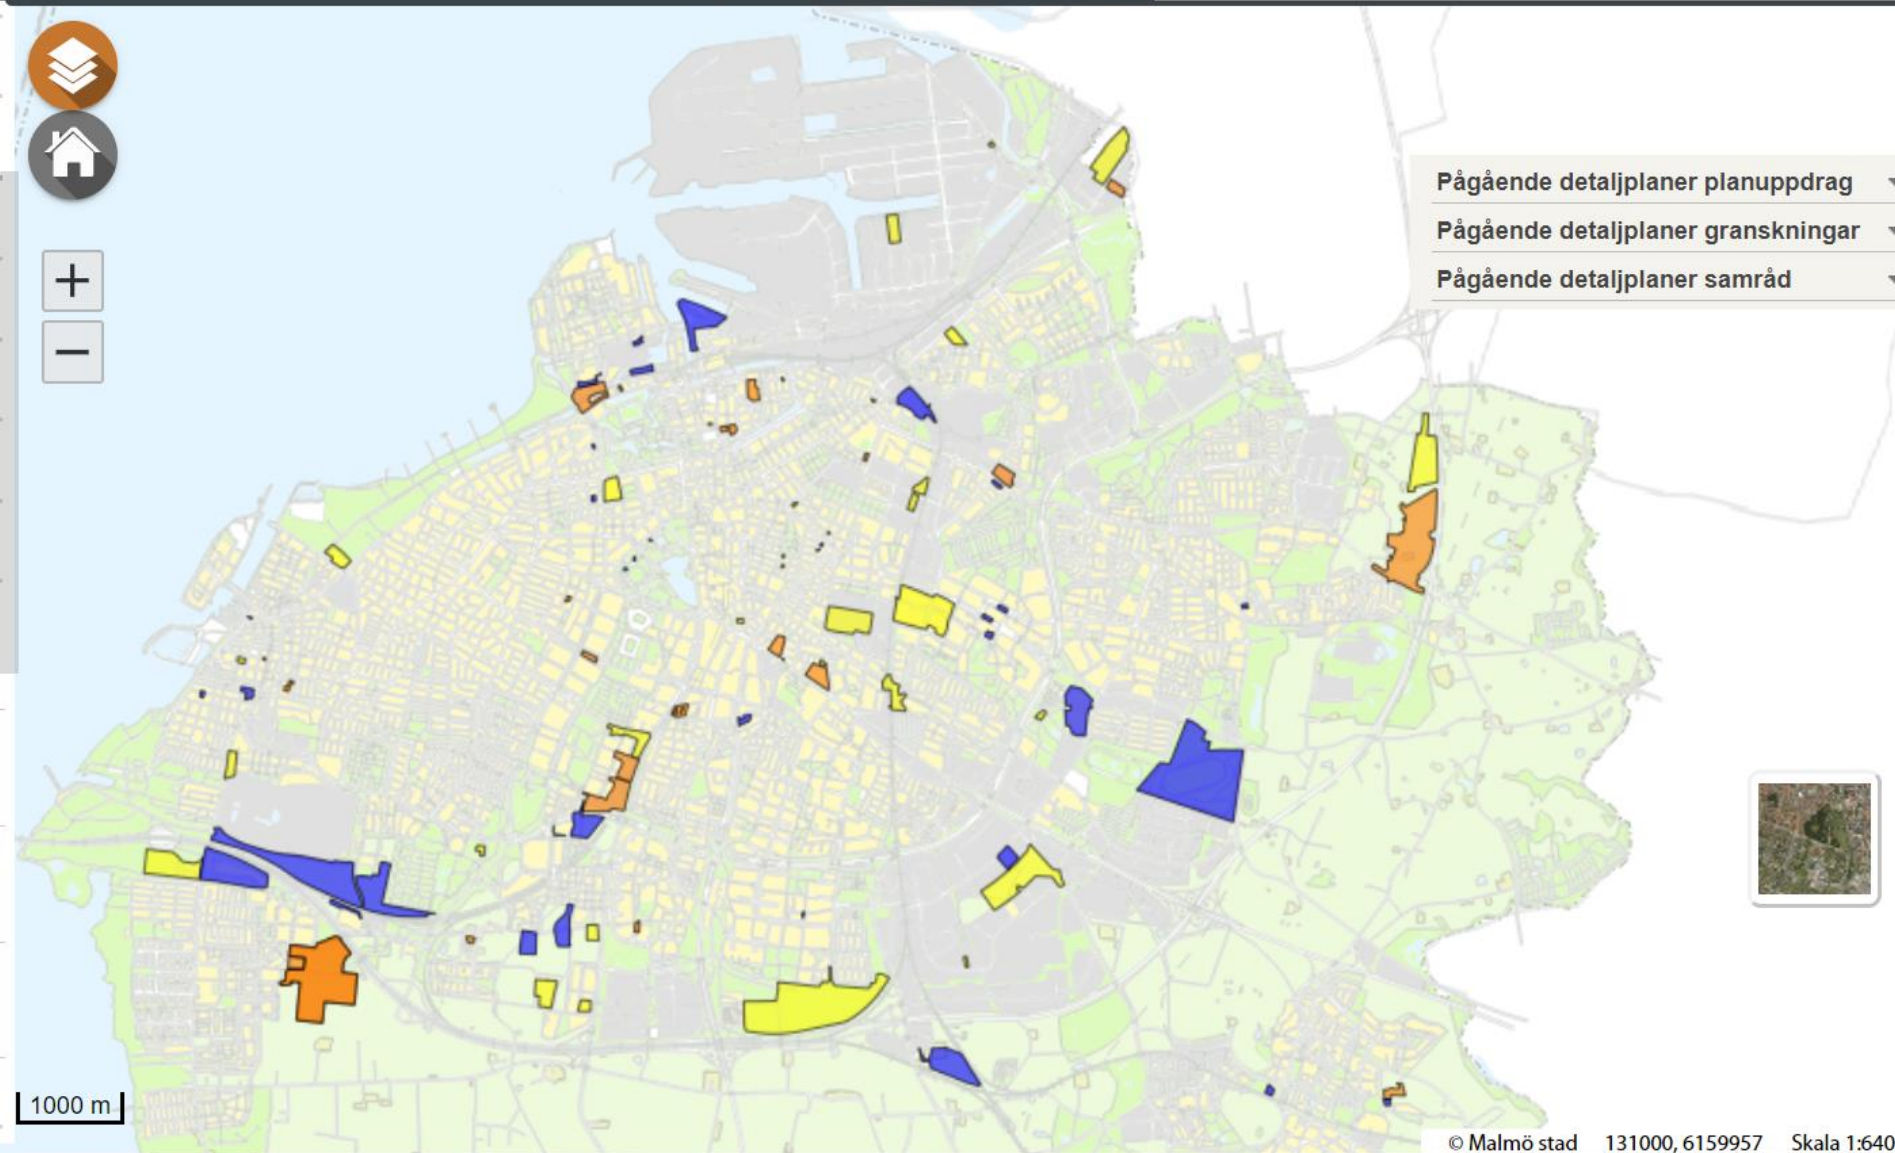 Pågående detaljplaner planuppdrag
Pågående detaljplaner granskningar
Pågående detaljplaner samråd
+
−
1000 m
© Malmö stad 131000, 6159957 Skala 1:640